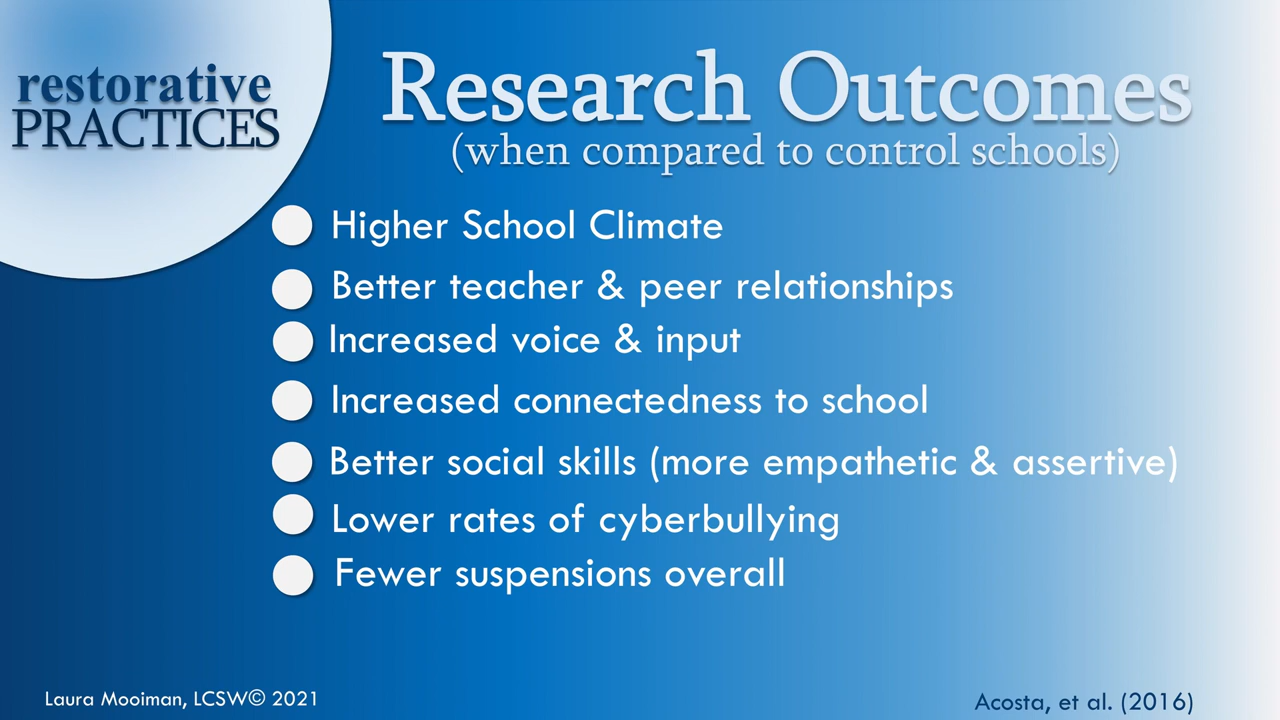 restorative
PRACTICES
Research Outcomes
(when compared to control schools)
Higher School Climate
Better teacher & peer relationships
Increased voice & input
Increased connectedness to school
Better social skills (more empathetic & assertive)
Lower rates of cyberbullying
Fewer suspensions overall
Laura Mooiman, LCSW© 2021
Acosta, et al. (2016)